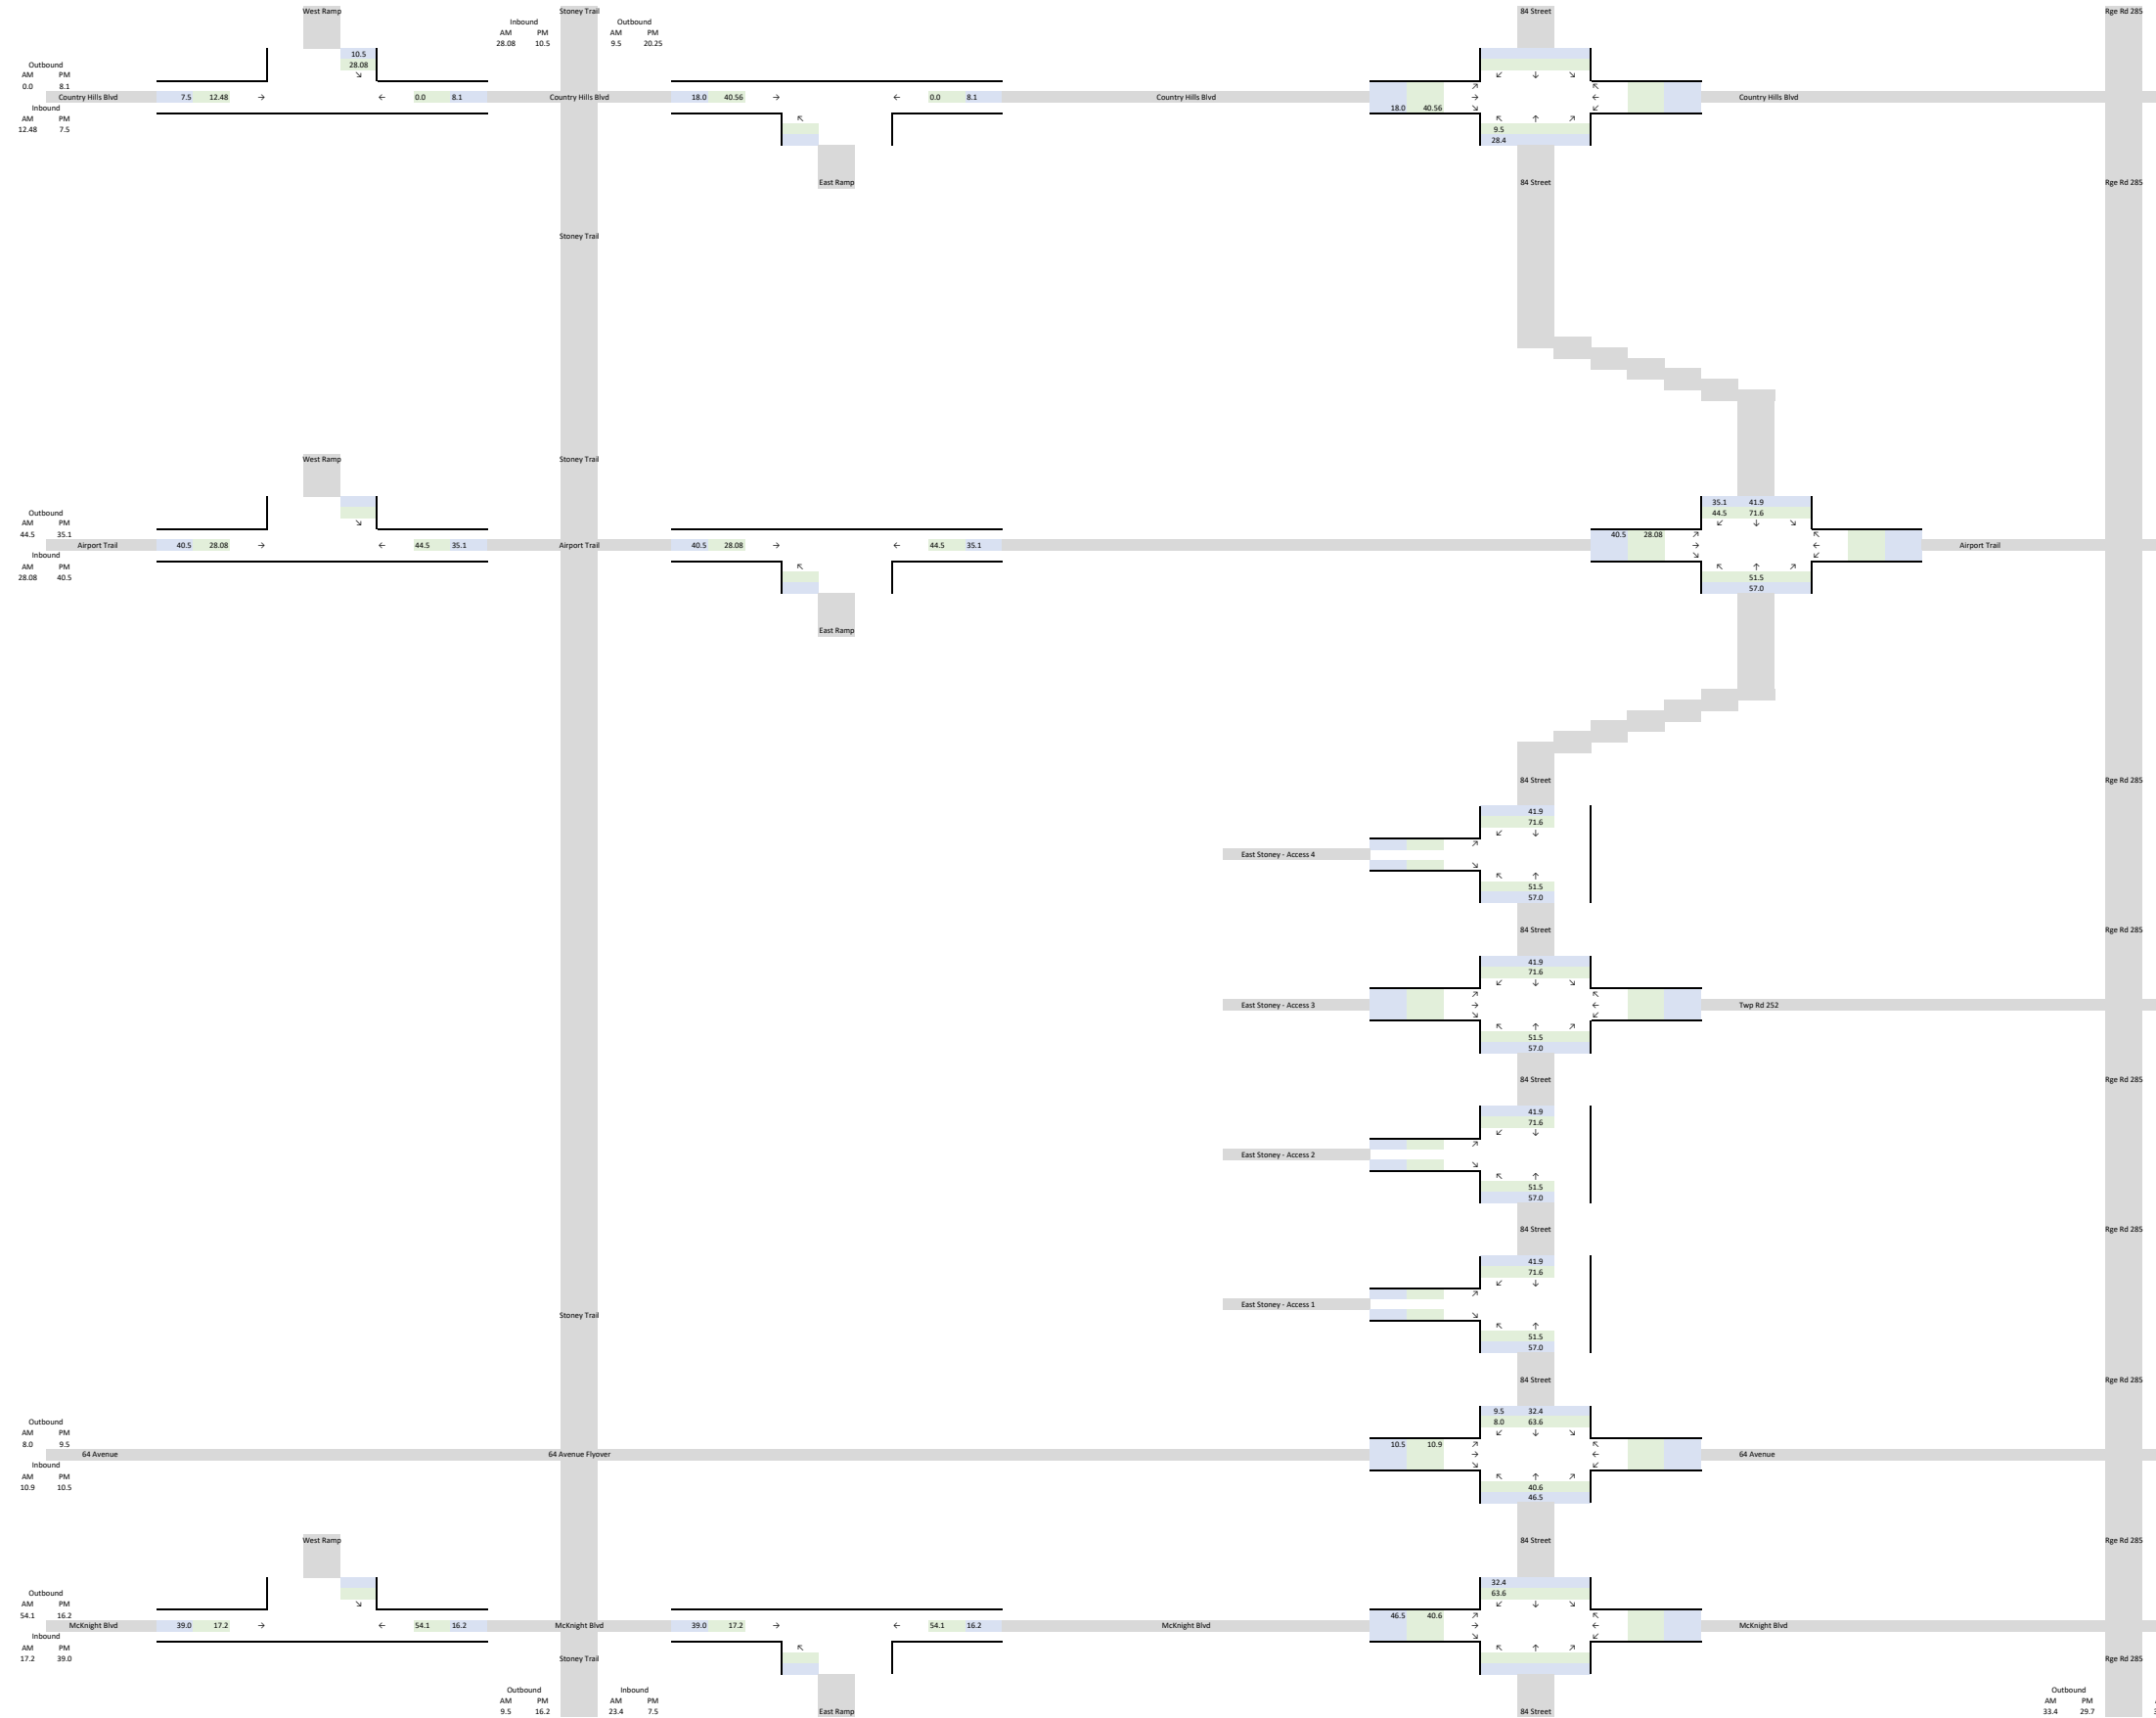 West Ramp Stoney Trail 84 Street Rge Rd 285
Inbound Outbound
AM PM AM PM
28.08 10.5 9.5 20.25
10.5
28.08
↘
Outbound
AM PM
0.0 8.1
↙ ↓ ↘
Country Hills Blvd 7.5 12.48 → ← 0.0 8.1 Country Hills Blvd 18.0 40.56 → ← 0.0 8.1 Country Hills Blvd ↗ → ↘ ↖ ← ↙ Country Hills Blvd
18.0 40.56
Inbound
AM PM
12.48 7.5
↖ ↖ ↑ ↗
9.5
28.4
East Ramp 84 Street Rge Rd 285
Stoney Trail
West Ramp Stoney Trail
35.1 41.9
44.5 71.6
↘ ↙ ↓ ↘
Outbound
AM PM
44.5 35.1
40.5 28.08 ↗ ↖
Airport Trail 40.5 28.08 → ← 44.5 35.1 Airport Trail 40.5 28.08 → ← 44.5 35.1 → ← Airport Trail
↘ ↙
Inbound
AM PM
28.08 40.5
↖ ↖ ↑ ↗
51.5
57.0
East Ramp
84 Street Rge Rd 285
41.9
71.6
↙ ↓
↗
East Stoney - Access 4
↘
↖ ↑
51.5
57.0
84 Street Rge Rd 285
41.9
71.6
↙ ↓ ↘
↗ ↖
East Stoney - Access 3 → ← Twp Rd 252
↘ ↙
↖ ↑ ↗
51.5
57.0
84 Street Rge Rd 285
41.9
71.6
↙ ↓
↗
East Stoney - Access 2
↘
↖ ↑
51.5
57.0
84 Street Rge Rd 285
41.9
71.6
↙ ↓
↗
East Stoney - Access 1
Stoney Trail ↘
↖ ↑
51.5
57.0
84 Street Rge Rd 285
9.5 32.4
8.0 63.6
↙ ↓ ↘
Outbound
AM PM
8.0 9.5
10.5 10.9 ↗ ↖
64 Avenue 64 Avenue Flyover → ← 64 Avenue
↘ ↙
Inbound
AM PM
10.9 10.5
↖ ↑ ↗
40.6
46.5
West Ramp 84 Street Rge Rd 285
32.4
63.6
↘ ↙ ↓ ↘
Outbound
AM PM
54.1 16.2
46.5 40.6 ↗ ↖
McKnight Blvd 39.0 17.2 → ← 54.1 16.2 McKnight Blvd 39.0 17.2 → ← 54.1 16.2 McKnight Blvd → ← McKnight Blvd
↘ ↙
Inbound
AM PM
17.2 39.0
↖ ↖ ↑ ↗
Stoney Trail Rge Rd 285
Outbound Inbound Outbound
AM PM AM PM AM PM
9.5 16.2 23.4 7.5 East Ramp 84 Street 33.4 29.7